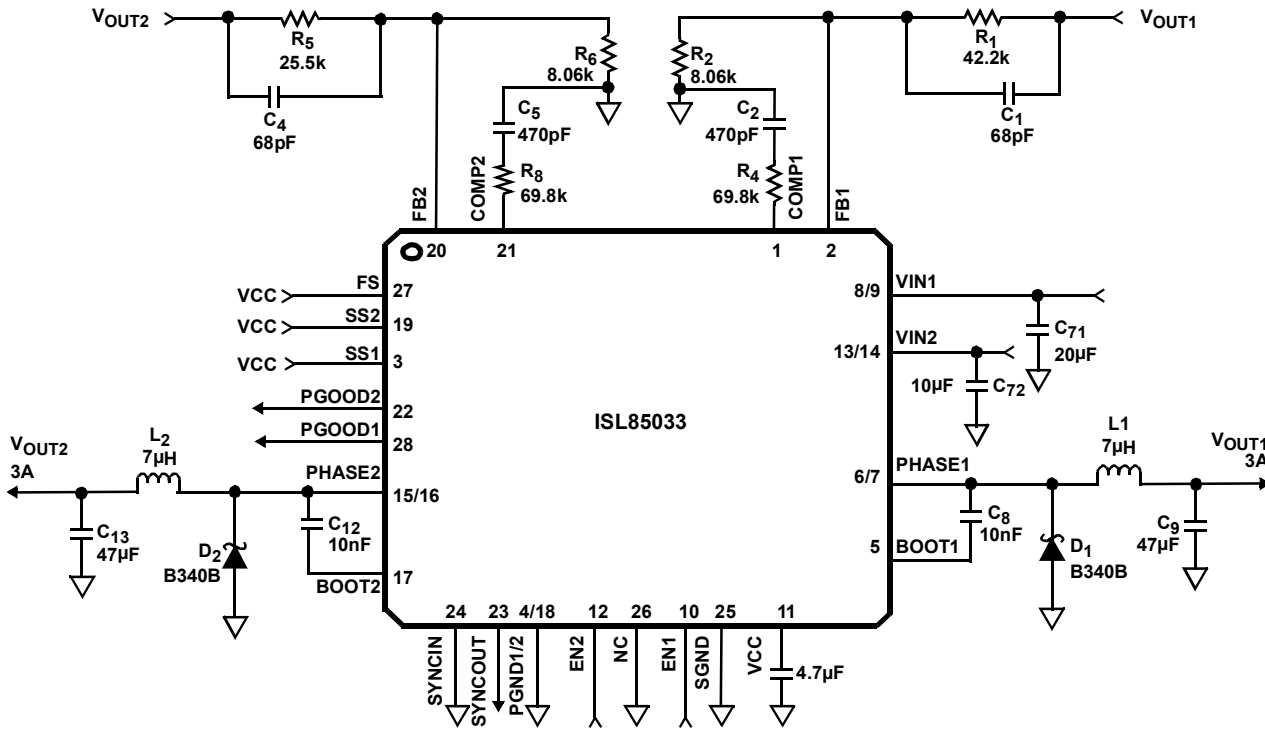 VOUT2
R5
25.5k
C4
68pF
R6
8.06k
C5
470pF
R8
69.8k
FB2
COMP2
R2
8.06k
C2
470pF
R4
69.8k
COMP1
FB1
R1
42.2k
C1
68pF
VOUT1
20
21
1
2
VCC
FS
27
VCC
SS2
19
VCC
SS1
3
PGOOD2
22
PGOOD1
28
PHASE2
15/16
BOOT2
17
VOUT2
3A
L2
7µH
C13
47µF
D2
B340B
C12
10nF
ISL85033
8/9
VIN1
C71
20µF
13/14
VIN2
10µF
C72
6/7
PHASE1
5
BOOT1
C8
10nF
D1
B340B
L1
7µH
VOUT1
3A
C9
47µF
24
23
4/18
12
26
10
25
11
SYNCIN
SYNCOUT
PGND1/2
EN2
NC
EN1
SGND
VCC
4.7µF